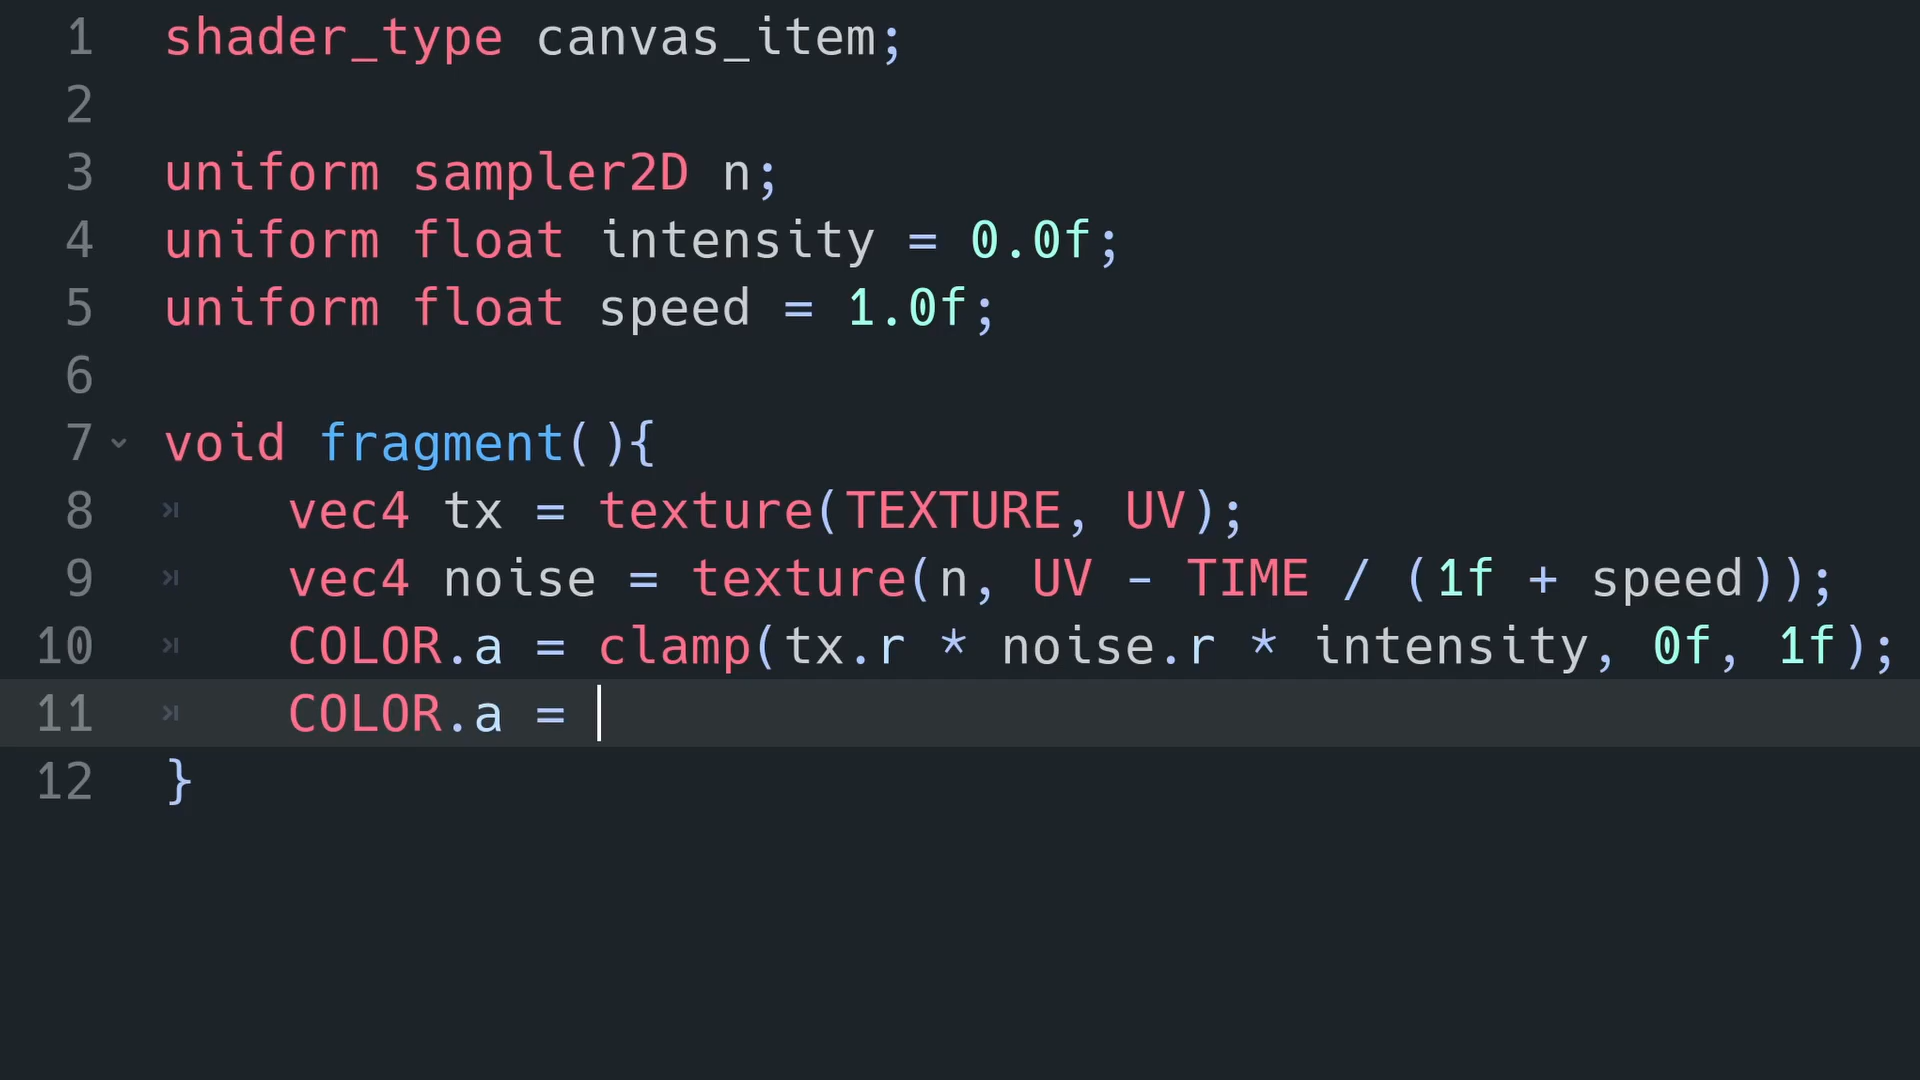 1 shader_type canvas_item;
2
3 uniform sampler2D n;
4 uniform float intensity = 0.0f;
5 uniform float speed = 1.0f;
6
7 void fragment(){
8 vec4 tx = texture(TEXTURE, UV);
9 vec4 noise = texture(n, UV - TIME / (1f + speed));
10 COLOR.a = clamp(tx.r * noise.r * intensity, 0f, 1f);
11 COLOR.a =
12 }